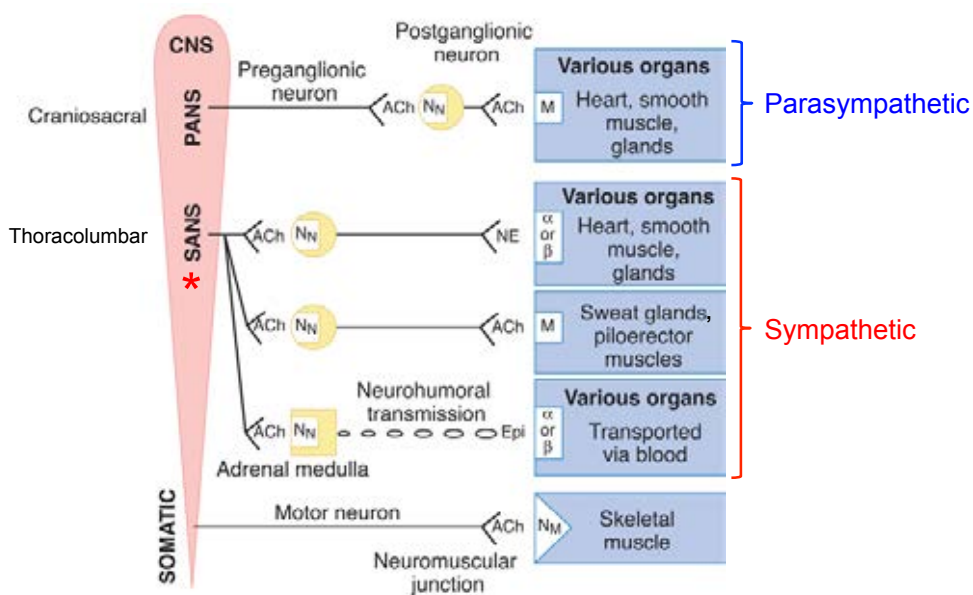 CNS
Craniosacral
PANS
Preganglionic
neuron
ACh
NN
Postganglionic
neuron
ACh
M
Various organs
Heart, smooth
muscle,
glands
Parasympathetic
Thoracolumbar
SANS
*
ACh
NN
NE
α
or
β
Various organs
Heart, smooth
muscle,
glands
ACh
NN
ACh
M
Sweat glands,
piloerector
muscles
Sympathetic
ACh
NN
Adrenal medulla
Neurohumoral
transmission
Epi
α
or
β
Various organs
Transported
via blood
SOMATIC
Motor neuron
ACh
Neuromuscular
junction
NM
Skeletal
muscle